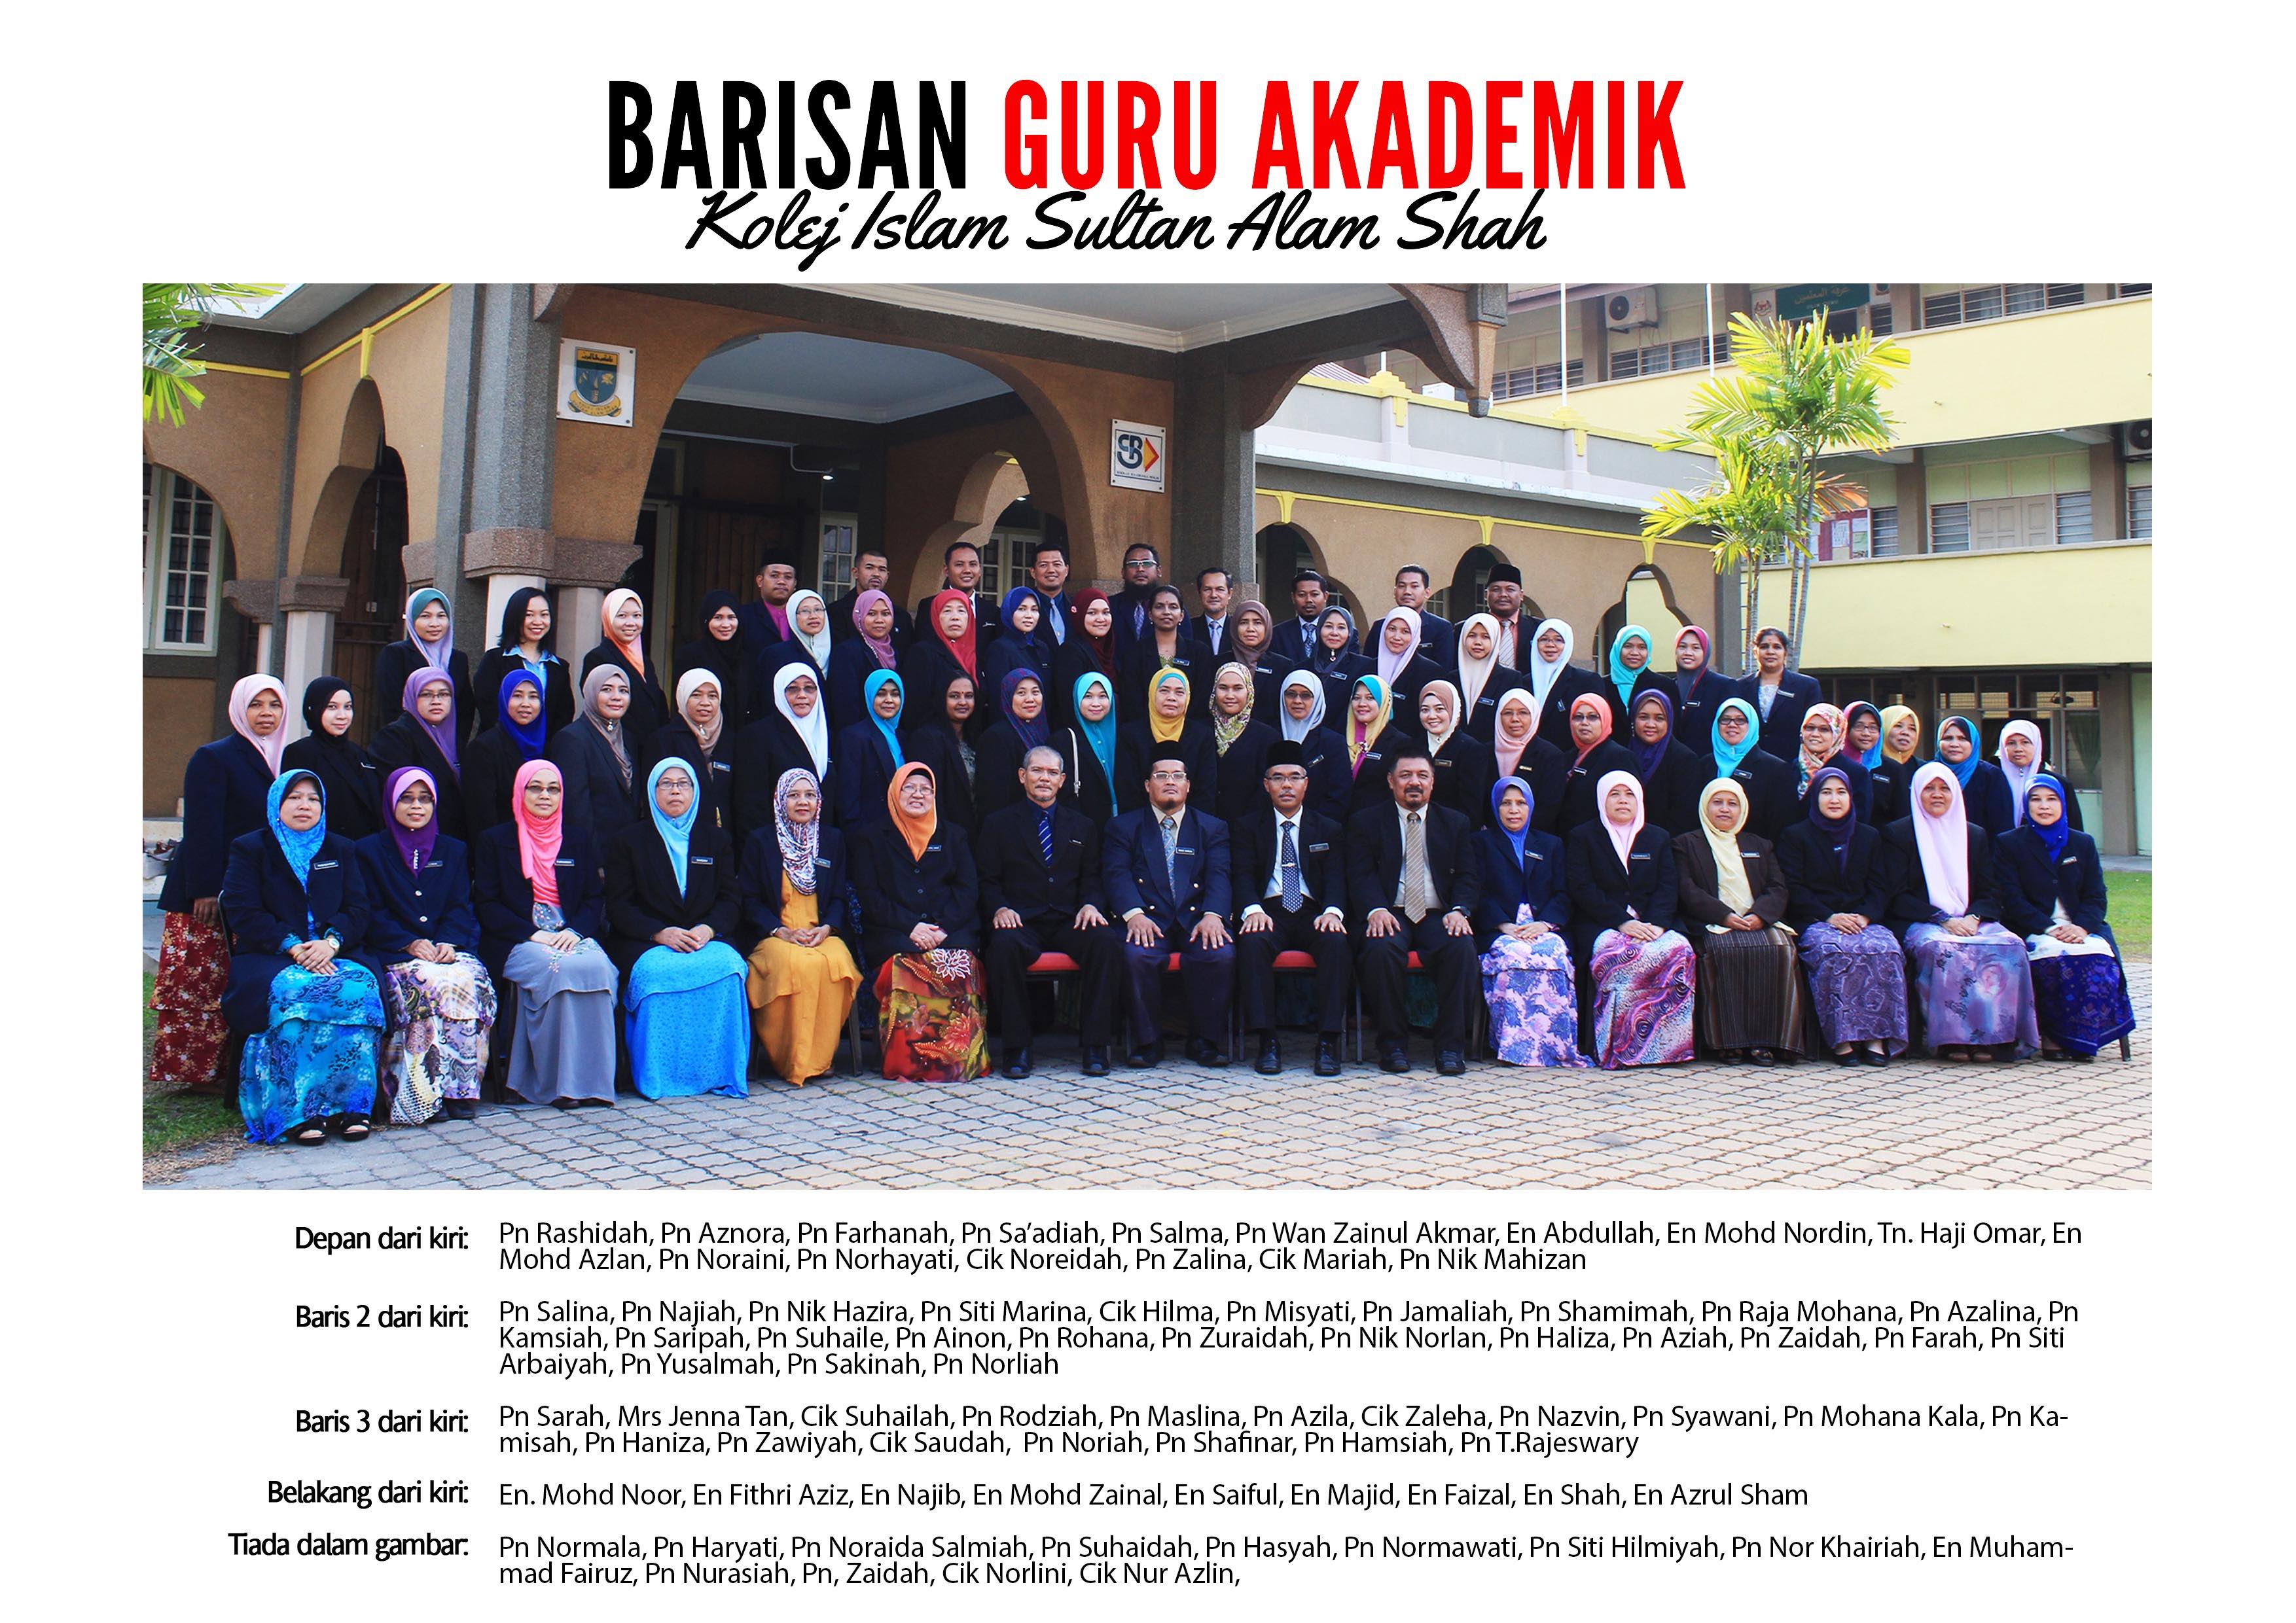 BARISAN GURU AKADEMIK
Kolej Islam Sultan Alam Shah
Depan dari kiri: Pn Rashidah, Pn Aznora, Pn Farhanah, Pn Sa’adiah, Pn Salma, Pn Wan Zainul Akmar, En Abdullah, En Mohd Nordin, Tn. Haji Omar, En
Mohd Azlan, Pn Noraini, Pn Norhayati, Cik Noreidah, Pn Zalina, Cik Mariah, Pn Nik Mahizan
Baris 2 dari kiri: Pn Salina, Pn Najiah, Pn Nik Hazira, Pn Siti Marina, Cik Hilma, Pn Misyati, Pn Jamaliah, Pn Shamimah, Pn Raja Mohana, Pn Azalina, Pn
Kamsiah, Pn Saripah, Pn Suhaile, Pn Ainon, Pn Rohana, Pn Zuraidah, Pn Nik Norlan, Pn Haliza, Pn Aziah, Pn Zaidah, Pn Farah, Pn Siti
Arbaiyah, Pn Yusalmah, Pn Sakinah, Pn Norliah
Baris 3 dari kiri: Pn Sarah, Mrs Jenna Tan, Cik Suhailah, Pn Rodziah, Pn Maslina, Pn Azila, Cik Zaleha, Pn Nazvin, Pn Syawani, Pn Mohana Kala, Pn Ka-
misah, Pn Haniza, Pn Zawiyah, Cik Saudah, Pn Noriah, Pn Shafinar, Pn Hamsiah, Pn T.Rajeswary
Belakang dari kiri: En. Mohd Noor, En Fithri Aziz, En Najib, En Mohd Zainal, En Saiful, En Majid, En Faizal, En Shah, En Azrul Sham
Tiada dalam gambar: Pn Normala, Pn Haryati, Pn Noraida Salmiah, Pn Suhaidah, Pn Hasyah, Pn Normawati, Pn Siti Hilmiyah, Pn Nor Khairiah, En Muham-
mad Fairuz, Pn Nurasiah, Pn, Zaidah, Cik Norlini, Cik Nur Azlin,